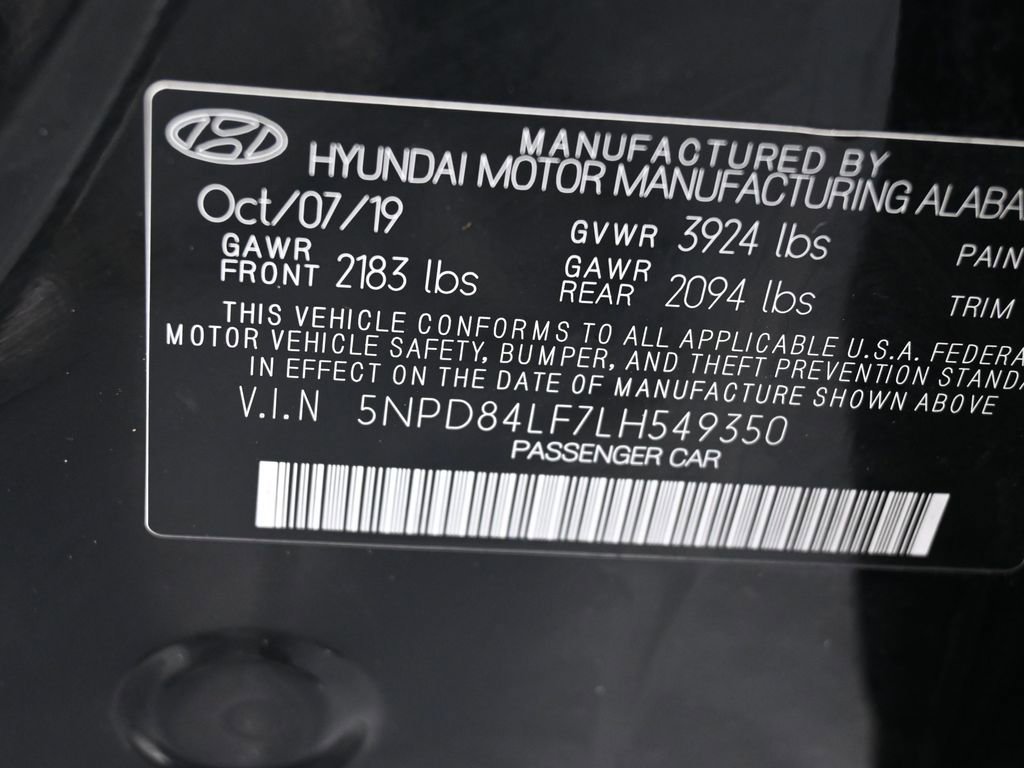 MANUFACTURED BY
HYUNDAI MOTOR MANUFACTURING ALABA
Oct/07/19 GVWR 3924 lbs PAIN
GAWR FRONT 2183 lbs GAWR REAR 2094 lbs TRIM
THIS VEHICLE CONFORMS TO ALL APPLICABLE U.S.A. FEDERA
MOTOR VEHICLE SAFETY, BUMPER, AND THEFT PREVENTION STANDA
IN EFFECT ON THE DATE OF MANUFACTURE SHOWN ABOVE
V.I.N 5NPD84LF7LH549350
PASSENGER CAR